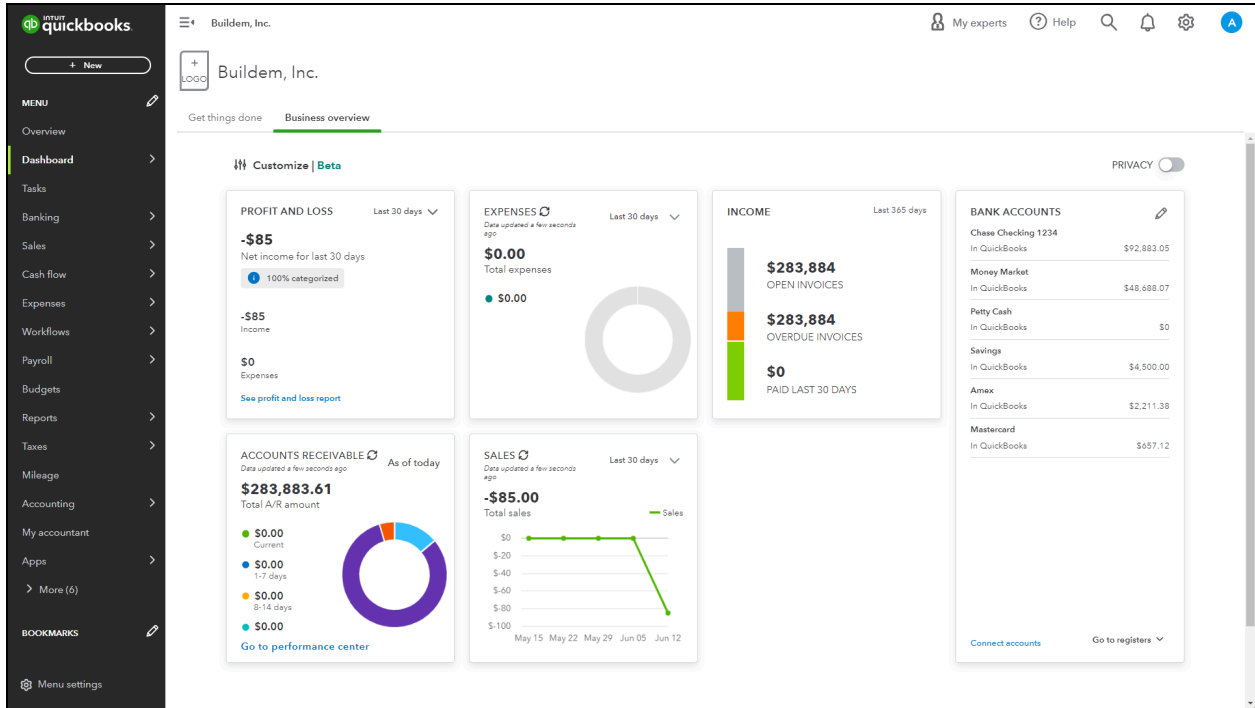 qb INTUIT quickbooks.
Buildem, Inc.
My experts
? Help
A
+ New
MENU
Overview
Dashboard
Tasks
Banking
Sales
Cash flow
Expenses
Workflows
Payroll
Budgets
Reports
Taxes
Mileage
Accounting
My accountant
Apps
More (6)
BOOKMARKS
Menu settings
+
LOGO
Buildem, Inc.
Get things done
Business overview
Customize | Beta
PRIVACY
PROFIT AND LOSS
Last 30 days
-$85
Net income for last 30 days
i 100% categorized
-$85
Income
$0
Expenses
See profit and loss report
EXPENSES
Last 30 days
Data updated a few seconds
ago
$0.00
Total expenses
$0.00
INCOME
Last 365 days
$283,884
OPEN INVOICES
$283,884
OVERDUE INVOICES
$0
PAID LAST 30 DAYS
BANK ACCOUNTS
Chase Checking 1234
In QuickBooks $92,883.05
Money Market
In QuickBooks $48,688.07
Petty Cash
In QuickBooks $0
Savings
In QuickBooks $4,500.00
Amex
In QuickBooks $2,211.38
Mastercard
In QuickBooks $657.12
Connect accounts
Go to registers
ACCOUNTS RECEIVABLE
As of today
Data updated a few seconds ago
$283,883.61
Total A/R amount
$0.00
Current
$0.00
1-7 days
$0.00
8-14 days
$0.00
Go to performance center
SALES
Last 30 days
Data updated a few seconds
ago
-$85.00
Total sales
Sales
$0
$-20
$-40
$-60
$-80
$-100
May 15 May 22 May 29 Jun 05 Jun 12